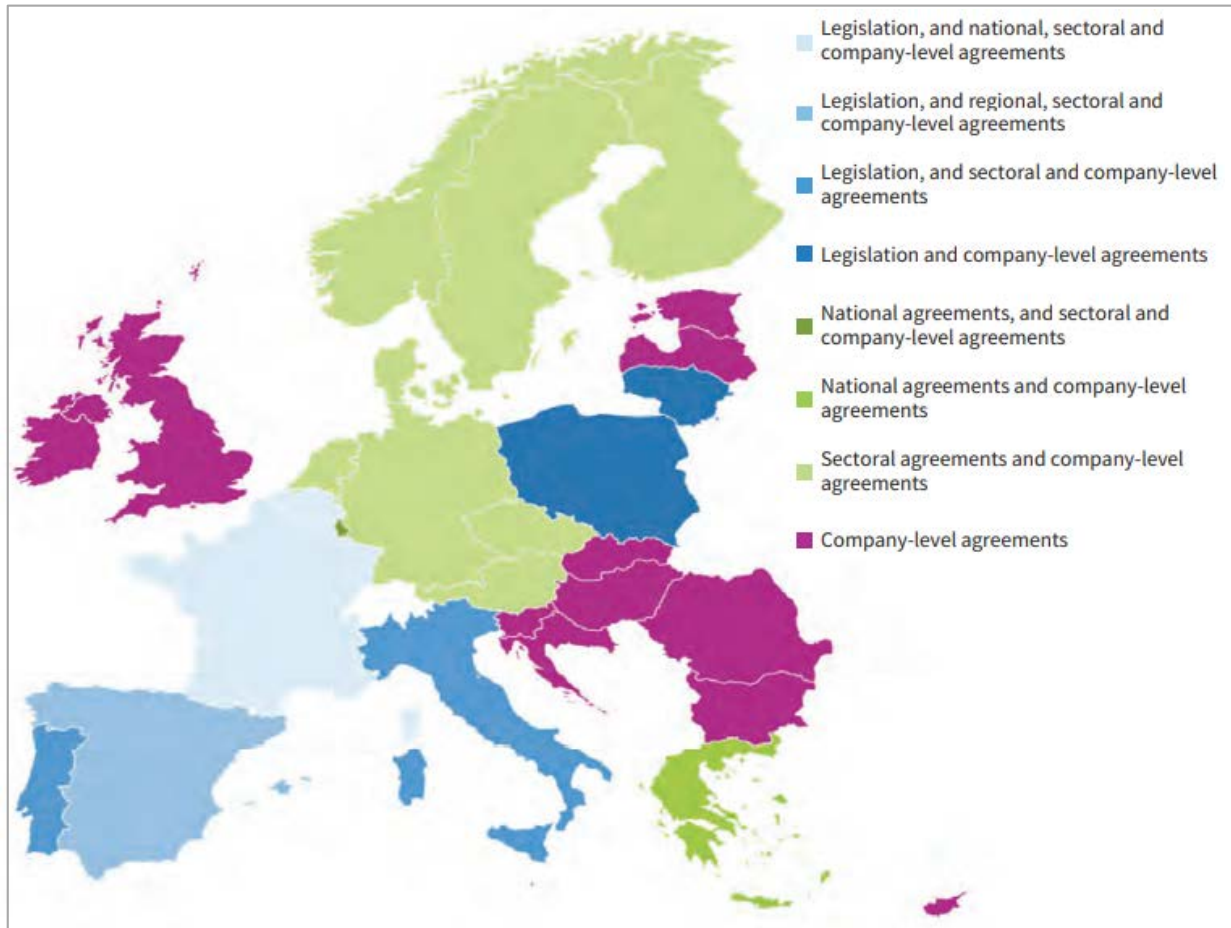 Legislation, and national, sectoral and
company-level agreements
Legislation, and regional, sectoral and
company-level agreements
Legislation, and sectoral and company-level
agreements
Legislation and company-level agreements
National agreements, and sectoral and
company-level agreements
National agreements and company-level
agreements
Sectoral agreements and company-level
agreements
Company-level agreements